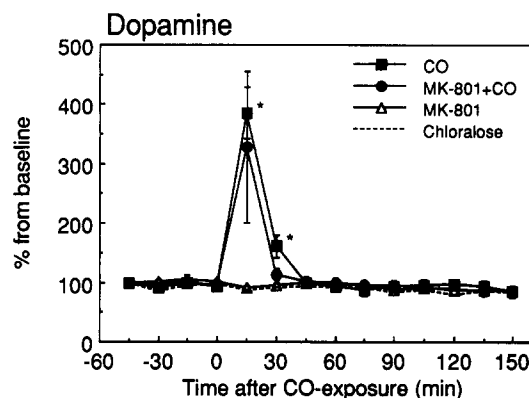 Dopamine
500
400
300
200
100
0
% from baseline
CO
MK-801+CO
MK-801
Chloralose
*
*
-60 -30 0 30 60 90 120 150
Time after CO-exposure (min)